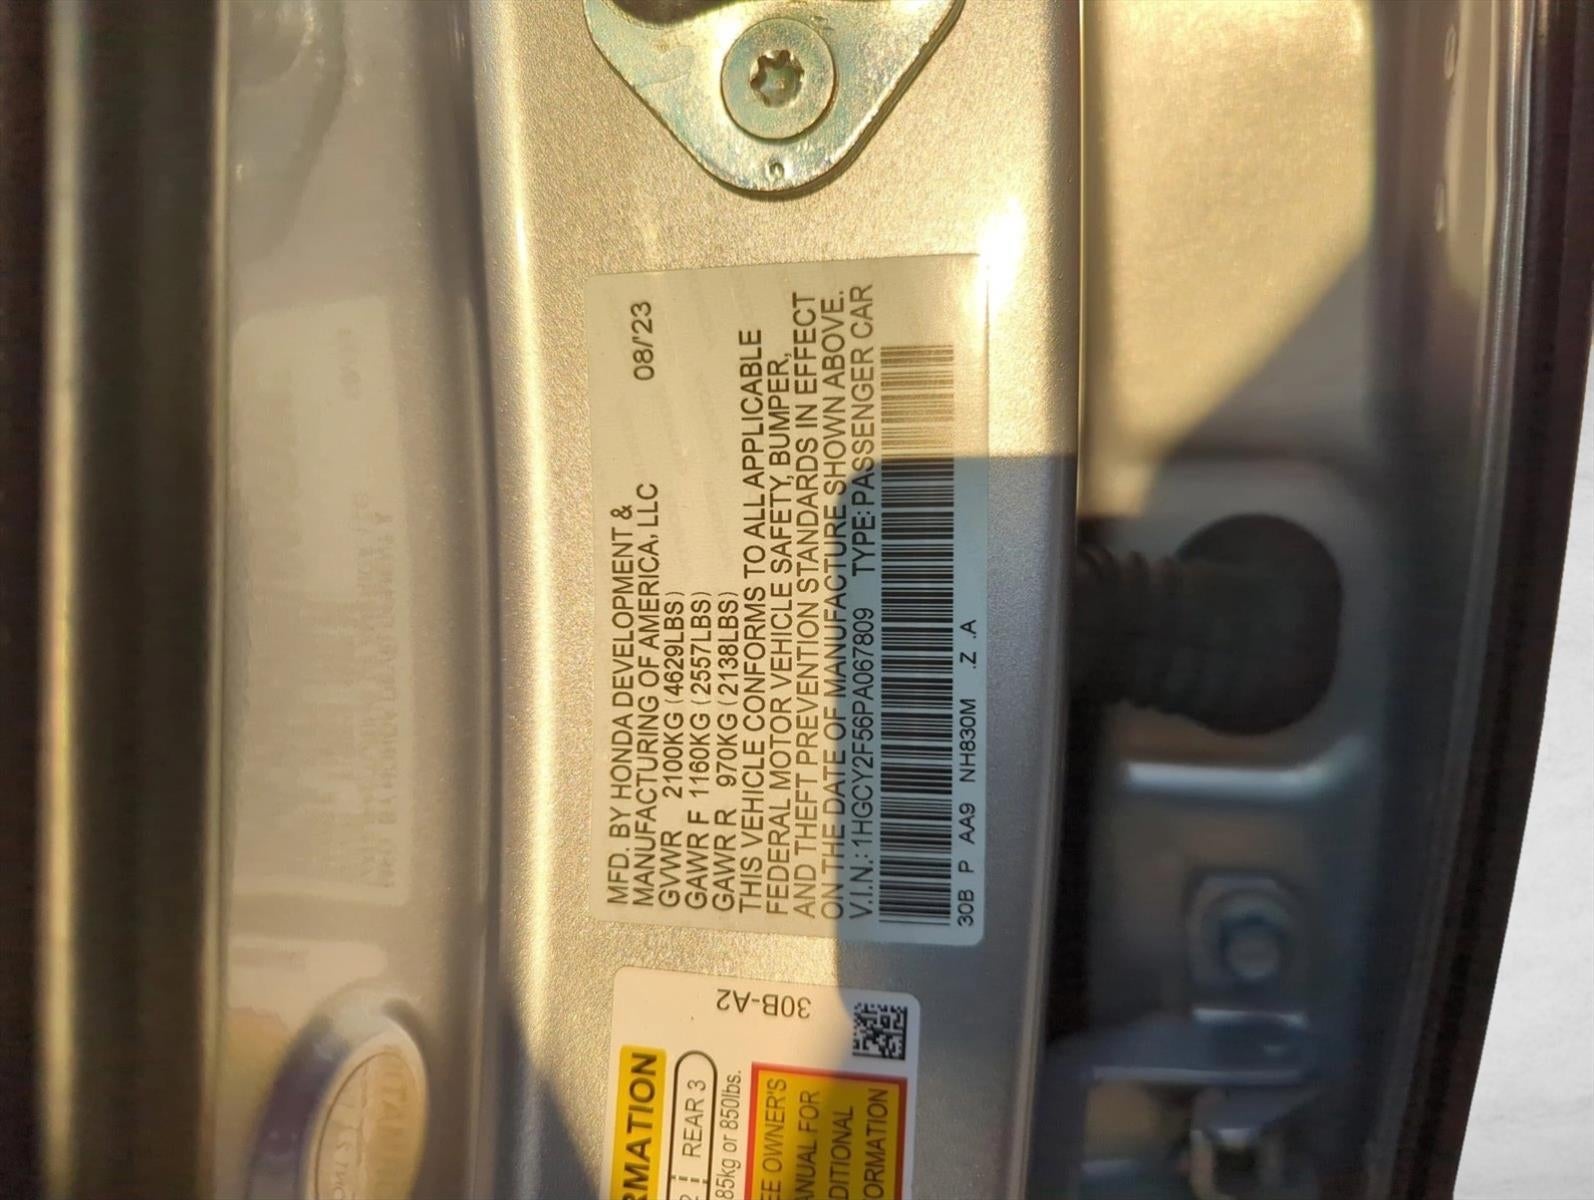 MFD. BY HONDA DEVELOPMENT &
MANUFACTURING OF AMERICA, LLC 08/'23
GVWR 2100KG (4629LBS)
GAWR F 1160KG (2557LBS)
GAWR R 970KG (2138LBS)
THIS VEHICLE CONFORMS TO ALL APPLICABLE
FEDERAL MOTOR VEHICLE SAFETY, BUMPER,
AND THEFT PREVENTION STANDARDS IN EFFECT
ON THE DATE OF MANUFACTURE SHOWN ABOVE.
V.I.N.: 1HGCY2F56PA067809 TYPE: PASSENGER CAR
30B P AA9 NH830M .Z .A
30B-A2
RMATION
REAR 3
85kg or 850lbs.
EE OWNER'S
ANUAL FOR
DITIONAL
FORMATION